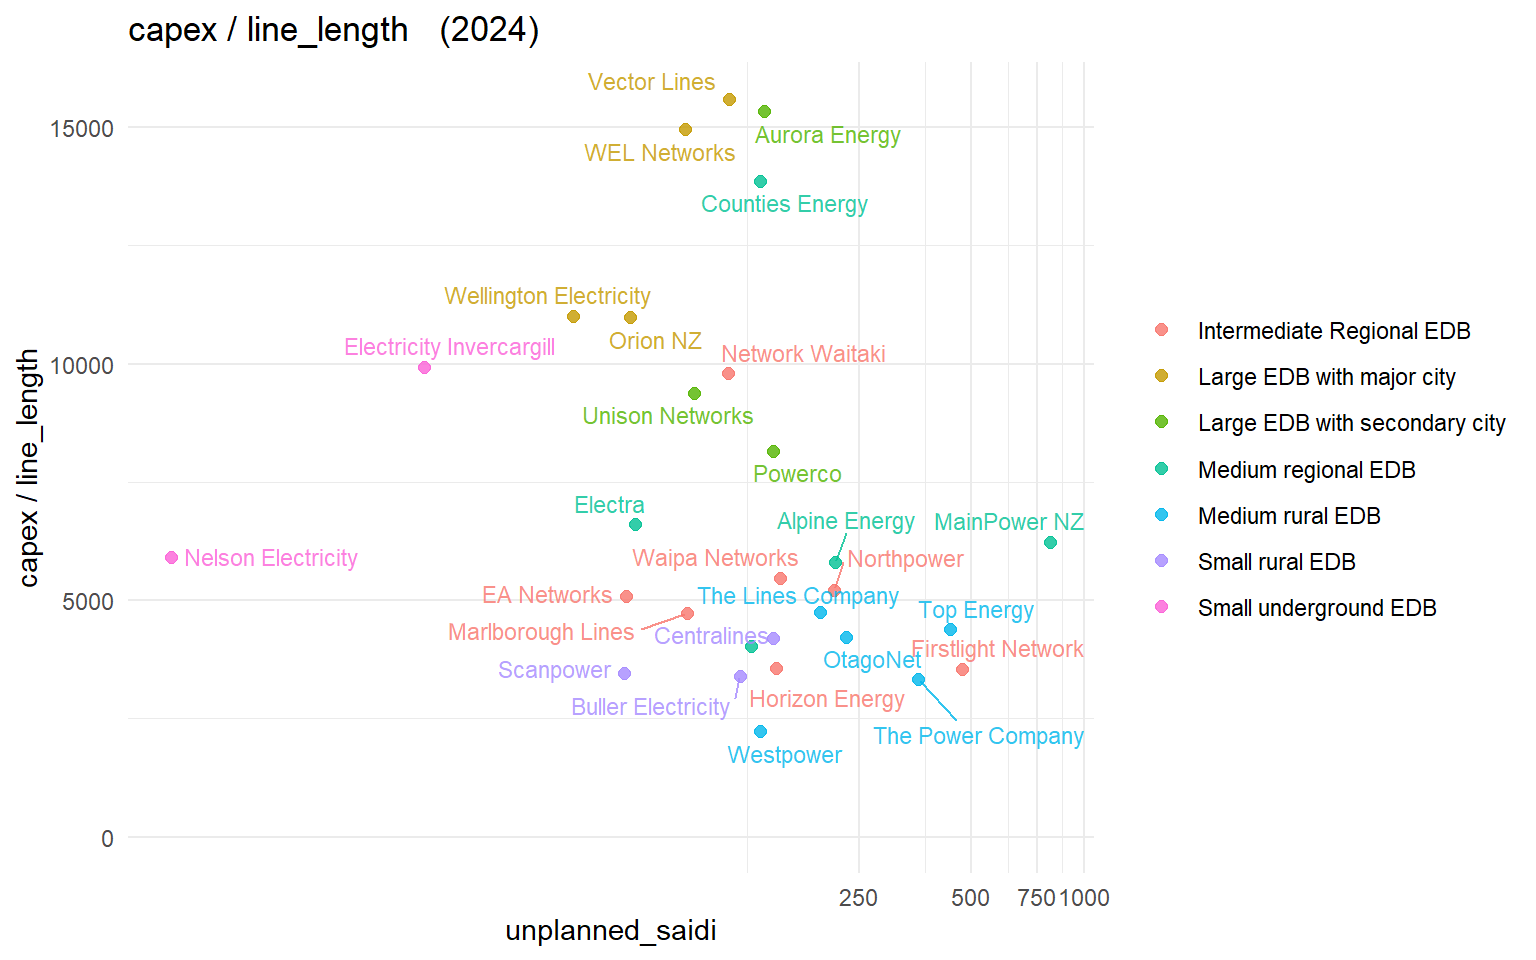 capex / line_length (2024)
Vector Lines
15000
Aurora Energy
WEL Networks
Counties Energy
Wellington Electricity
Orion NZ
Electricity Invercargill
Network Waitaki
10000
Unison Networks
Powerco
Electra
Alpine Energy
MainPower NZ
Nelson Electricity
Waipa Networks
Northpower
EA Networks
The Lines Company
5000
Top Energy
Marlborough Lines
Centralines
Firstlight Network
OtagoNet
Scanpower
Horizon Energy
Buller Electricity
The Power Company
Westpower
0
250
500
750
1000
unplanned_saidi
capex / line_length
Intermediate Regional EDB
Large EDB with major city
Large EDB with secondary city
Medium regional EDB
Medium rural EDB
Small rural EDB
Small underground EDB